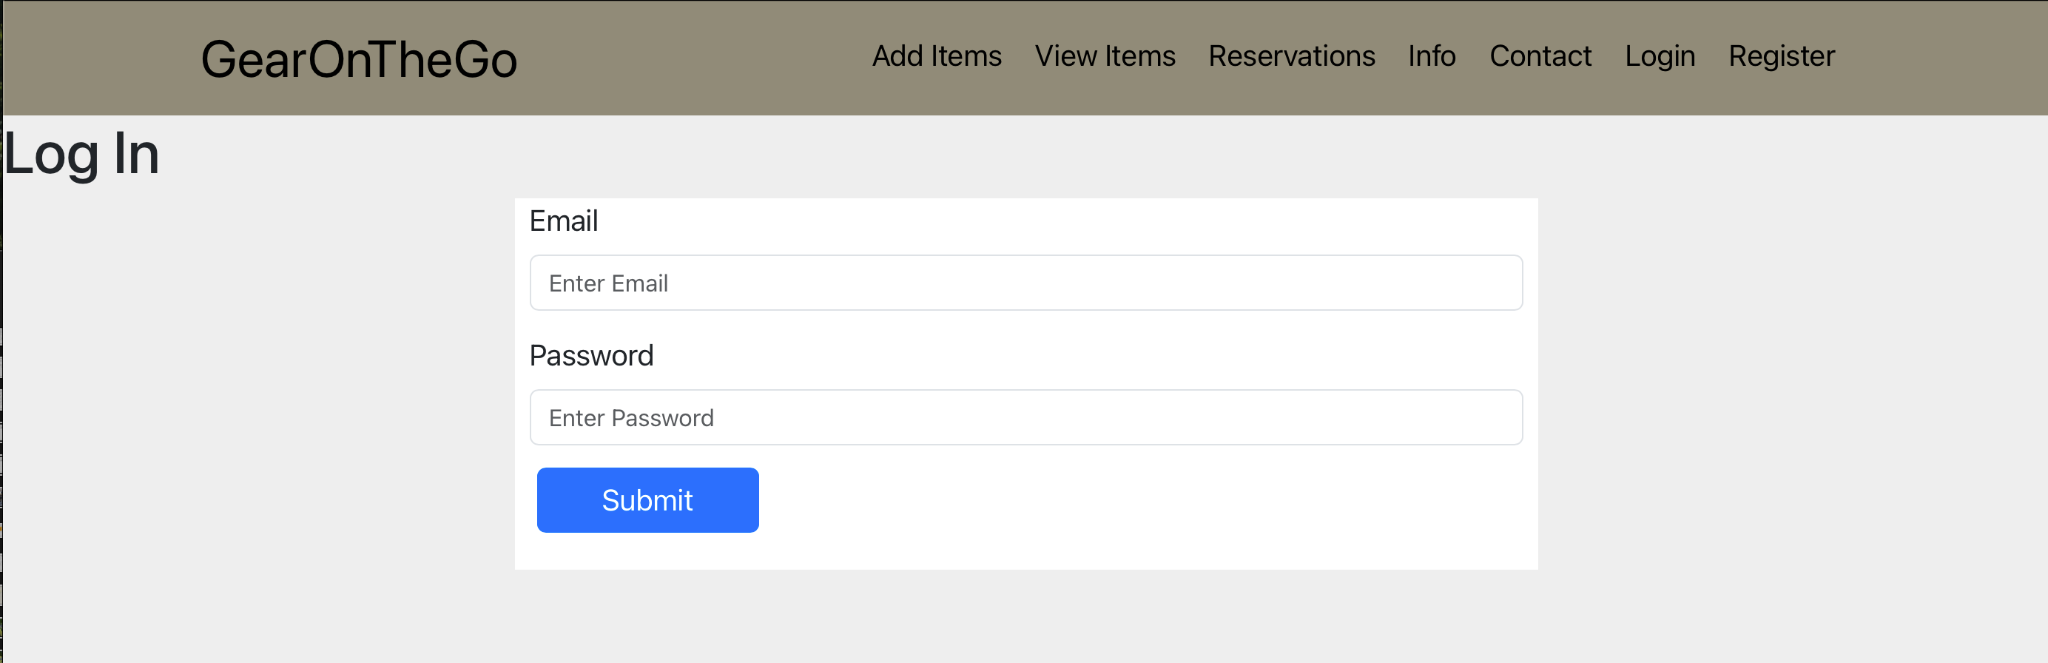 GearOnTheGo Add Items View Items Reservations Info Contact Login Register
Log In
Email
Enter Email
Password
Enter Password
Submit